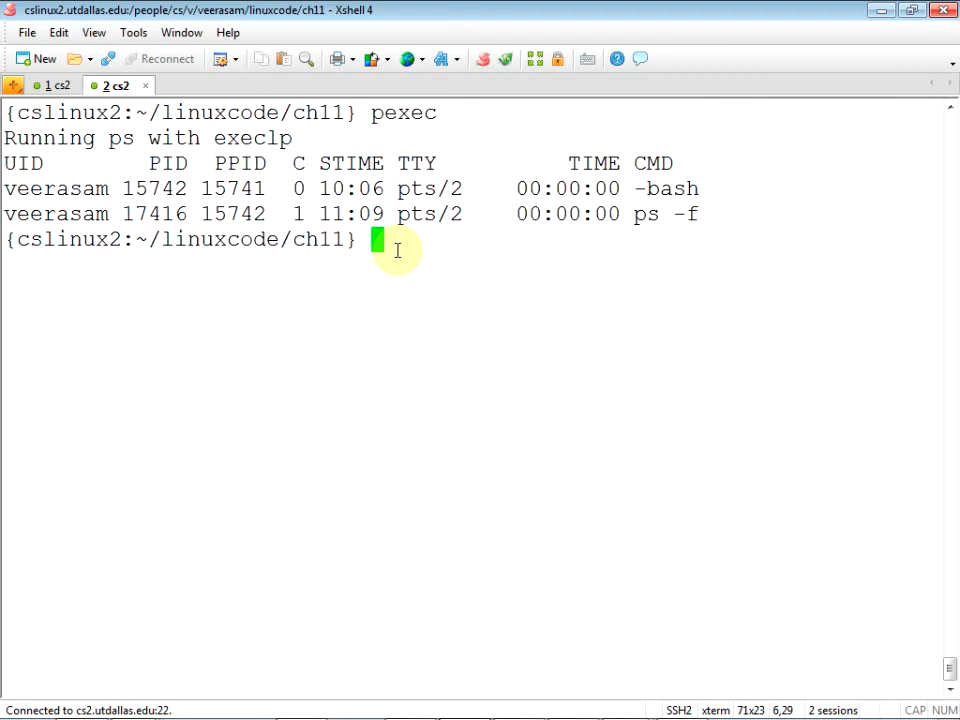 cslinux2.utdallas.edu:/people/cs/v/veerasam/linuxcode/ch11 - Xshell 4
File Edit View Tools Window Help
New Reconnect
1 cs2 2 cs2 ×
{cslinux2:~/linuxcode/ch11} pexec
Running ps with execlp
UID PID PPID C STIME TTY TIME CMD
veerasam 15742 15741 0 10:06 pts/2 00:00:00 -bash
veerasam 17416 15742 1 11:09 pts/2 00:00:00 ps -f
{cslinux2:~/linuxcode/ch11}
Connected to cs2.utdallas.edu:22. SSH2 xterm 71x23 6,29 2 sessions CAP NUM